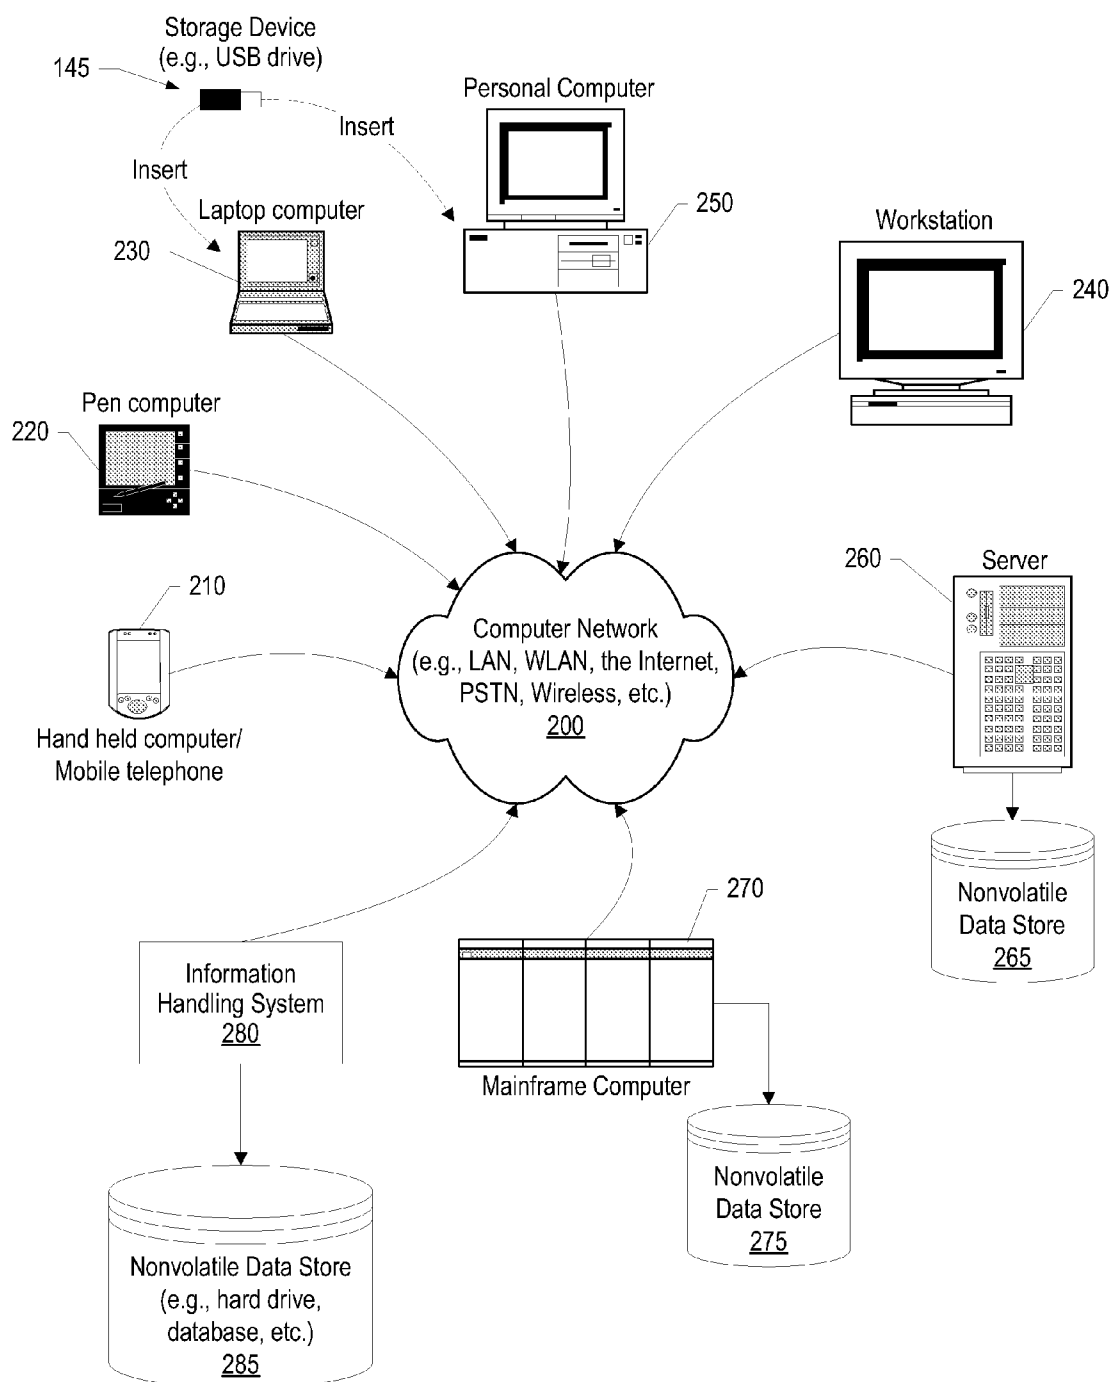 Storage Device
(e.g., USB drive)
145
Insert
Insert
Personal Computer
250
Laptop computer
230
Workstation
240
Pen computer
220
210
Hand held computer/
Mobile telephone
Computer Network
(e.g., LAN, WLAN, the Internet,
PSTN, Wireless, etc.)
200
260
Server
Nonvolatile
Data Store
265
270
Mainframe Computer
Information
Handling System
280
Nonvolatile
Data Store
275
Nonvolatile Data Store
(e.g., hard drive,
database, etc.)
285